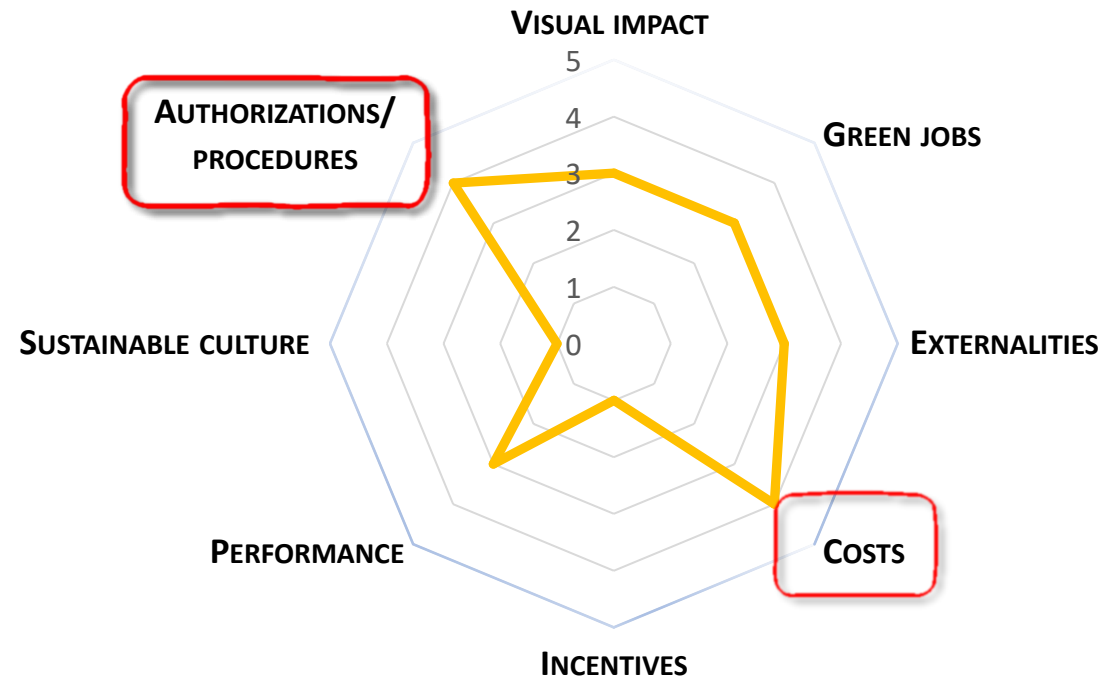 VISUAL IMPACT
5
AUTHORIZATIONS/
PROCEDURES
4
GREEN JOBS
3
2
1
SUSTAINABLE CULTURE
0
EXTERNALITIES
PERFORMANCE
COSTS
INCENTIVES